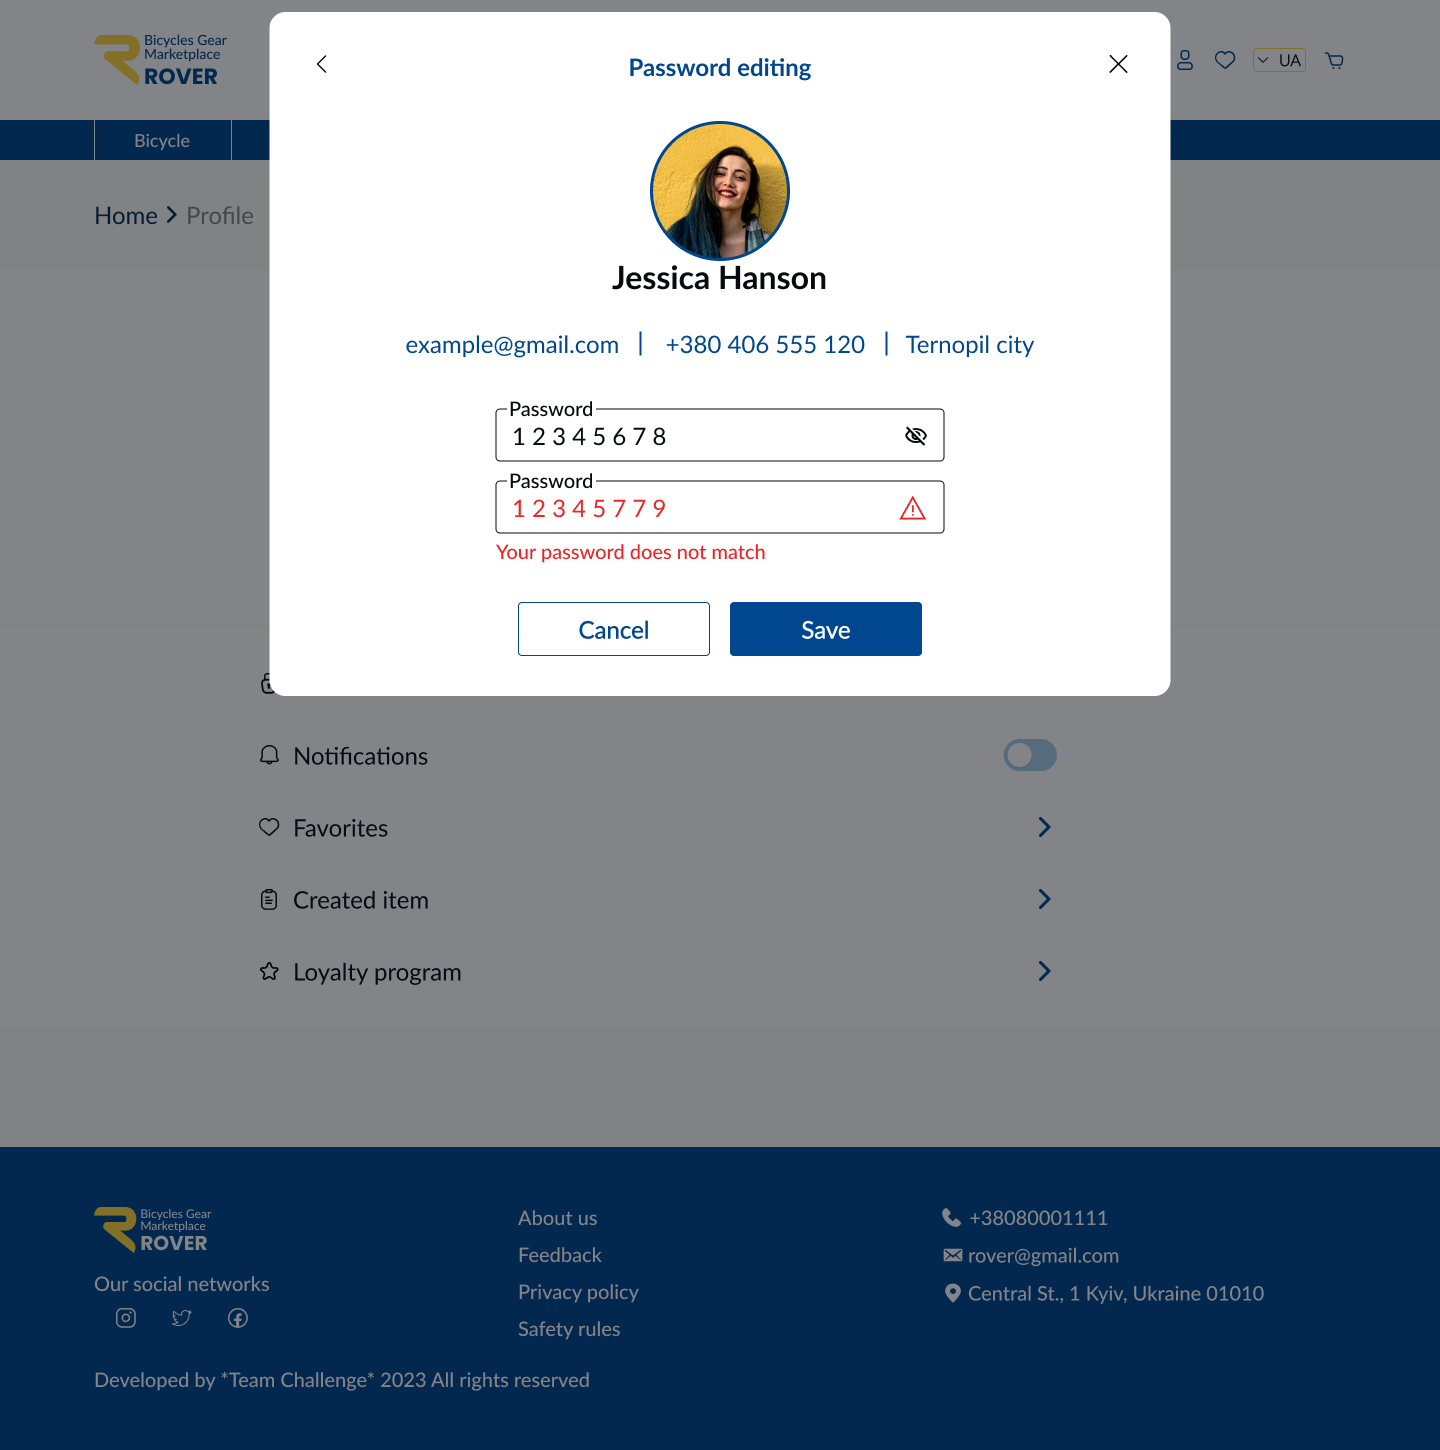 Bicycles Gear
Marketplace
ROVER
UA
Bicycle
Home
Profile
Password editing
Jessica Hanson
example@gmail.com
+380 406 555 120
Ternopil city
Password
1 2 3 4 5 6 7 8
Password
1 2 3 4 5 7 7 9
Your password does not match
Cancel
Save
Notifications
Favorites
Created item
Loyalty program
Bicycles Gear
Marketplace
ROVER
Our social networks
About us
Feedback
Privacy policy
Safety rules
+38080001111
rover@gmail.com
Central St., 1 Kyiv, Ukraine 01010
Developed by *Team Challenge* 2023 All rights reserved